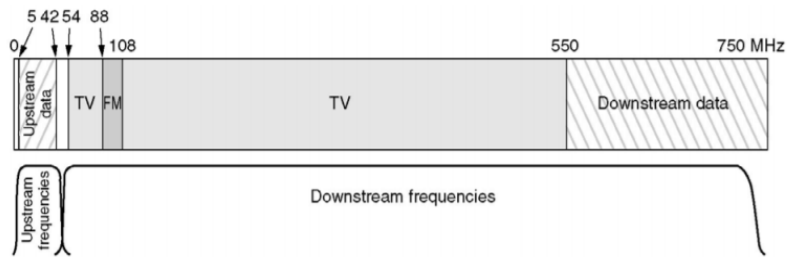 5 42 54 88
0 108 550 750 MHz
Upstream
data
TV
FM
TV
Downstream data
Upstream
frequencies
Downstream frequencies